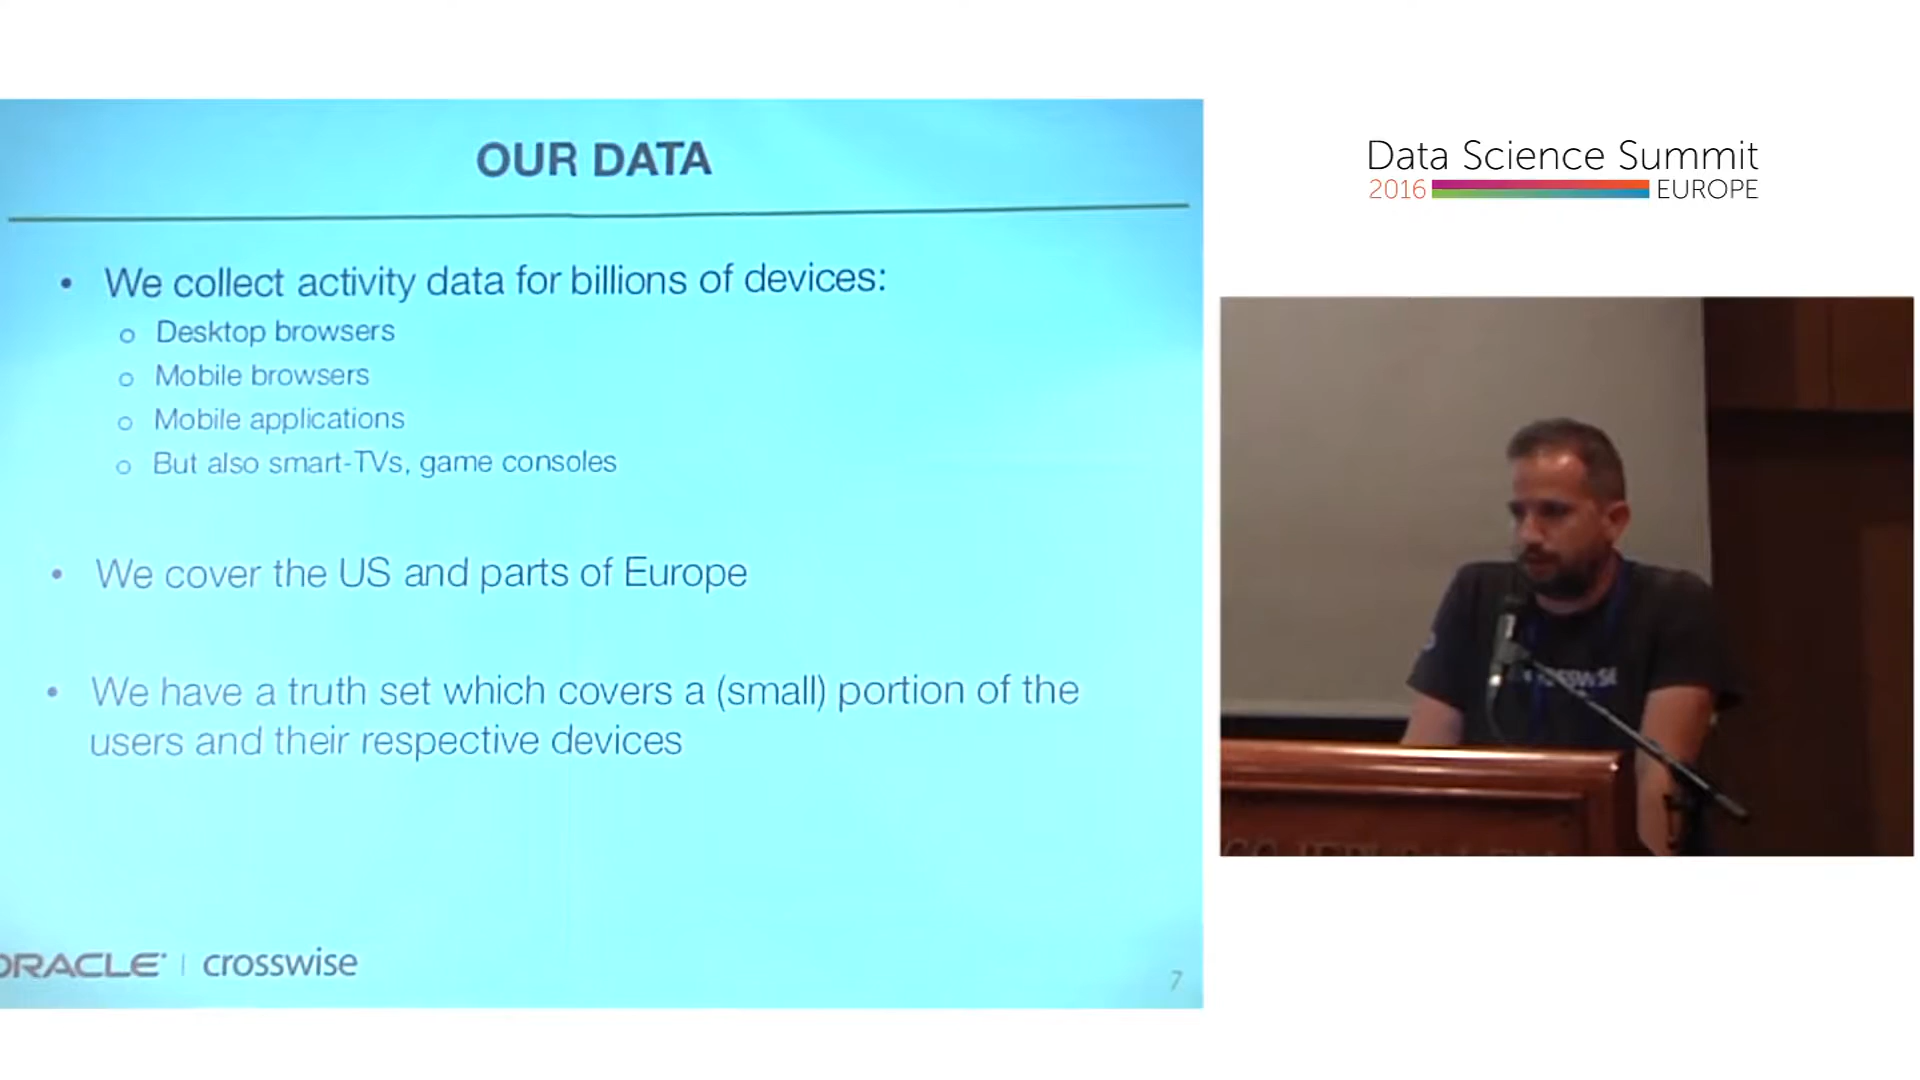 OUR DATA
• We collect activity data for billions of devices:
o Desktop browsers
o Mobile browsers
o Mobile applications
o But also smart-TVs, game consoles
• We cover the US and parts of Europe
• We have a truth set which covers a (small) portion of the
users and their respective devices
ORACLE | crosswise
7
Data Science Summit
2016 EUROPE